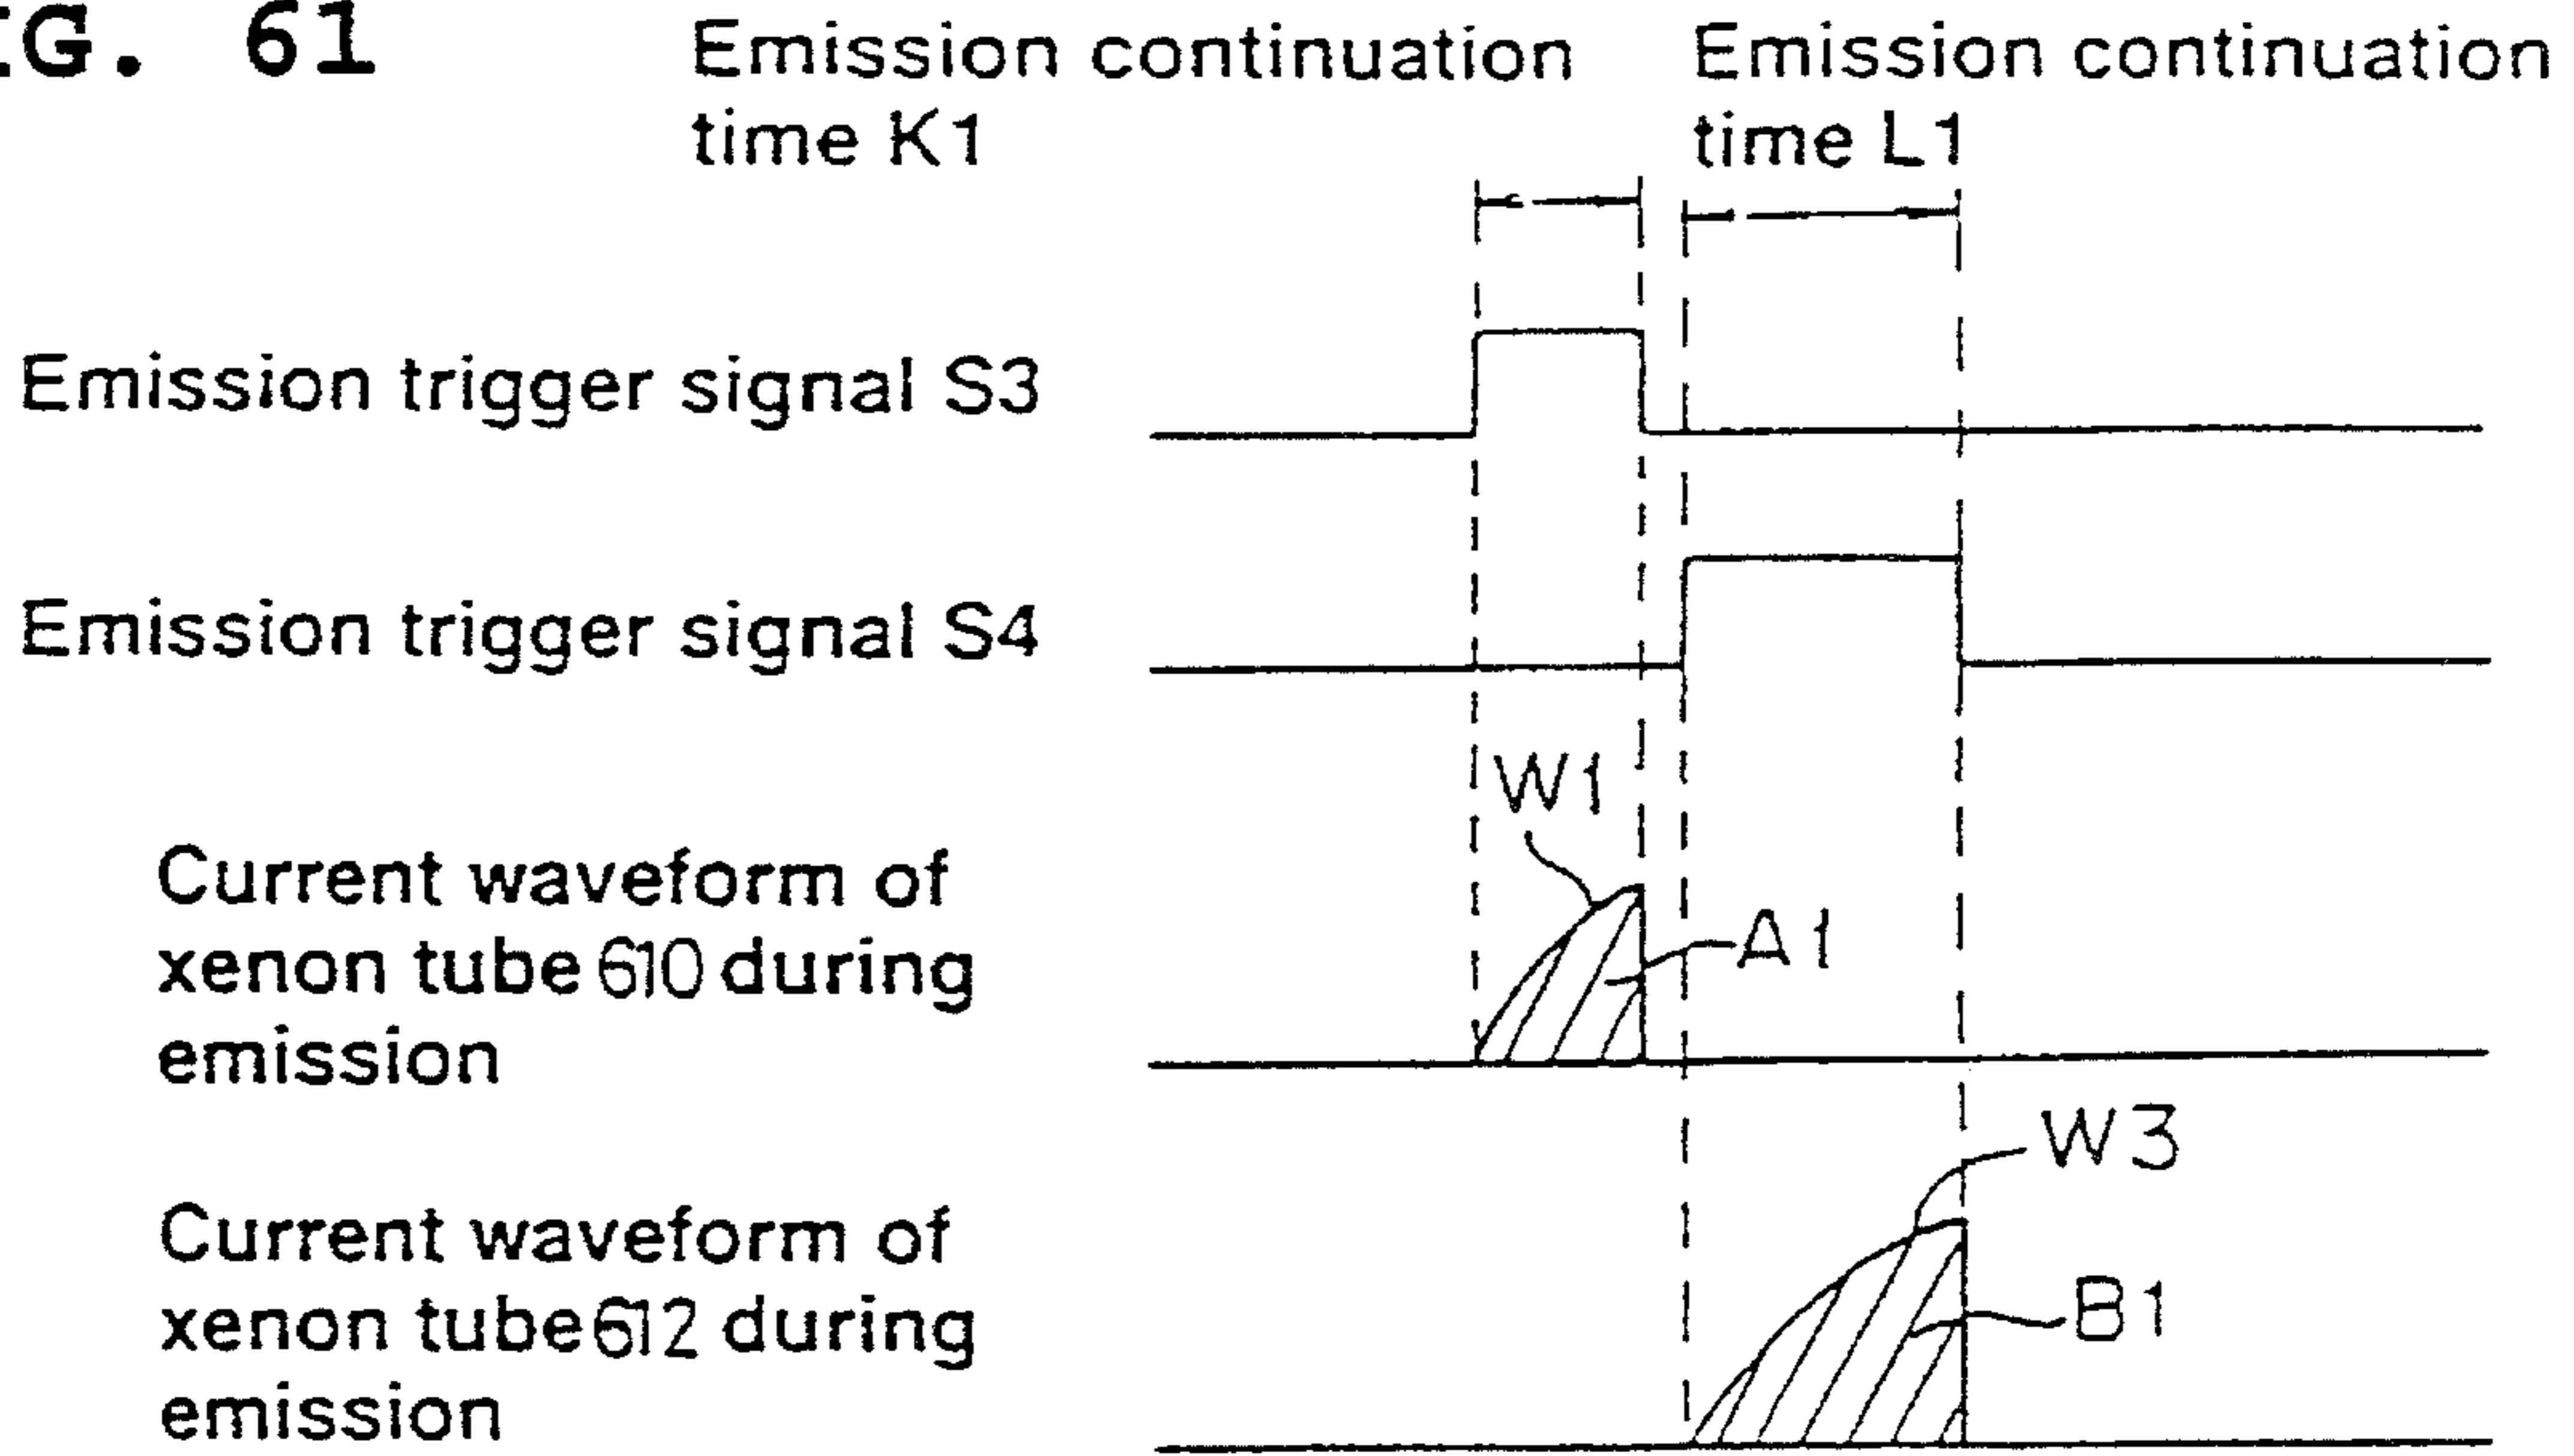 IG. 61
Emission continuation
time K1
Emission continuation
time L1
Emission trigger signal S3
Emission trigger signal S4
W1
Current waveform of
xenon tube 610 during
emission
A1
W3
Current waveform of
xenon tube 612 during
emission
B1